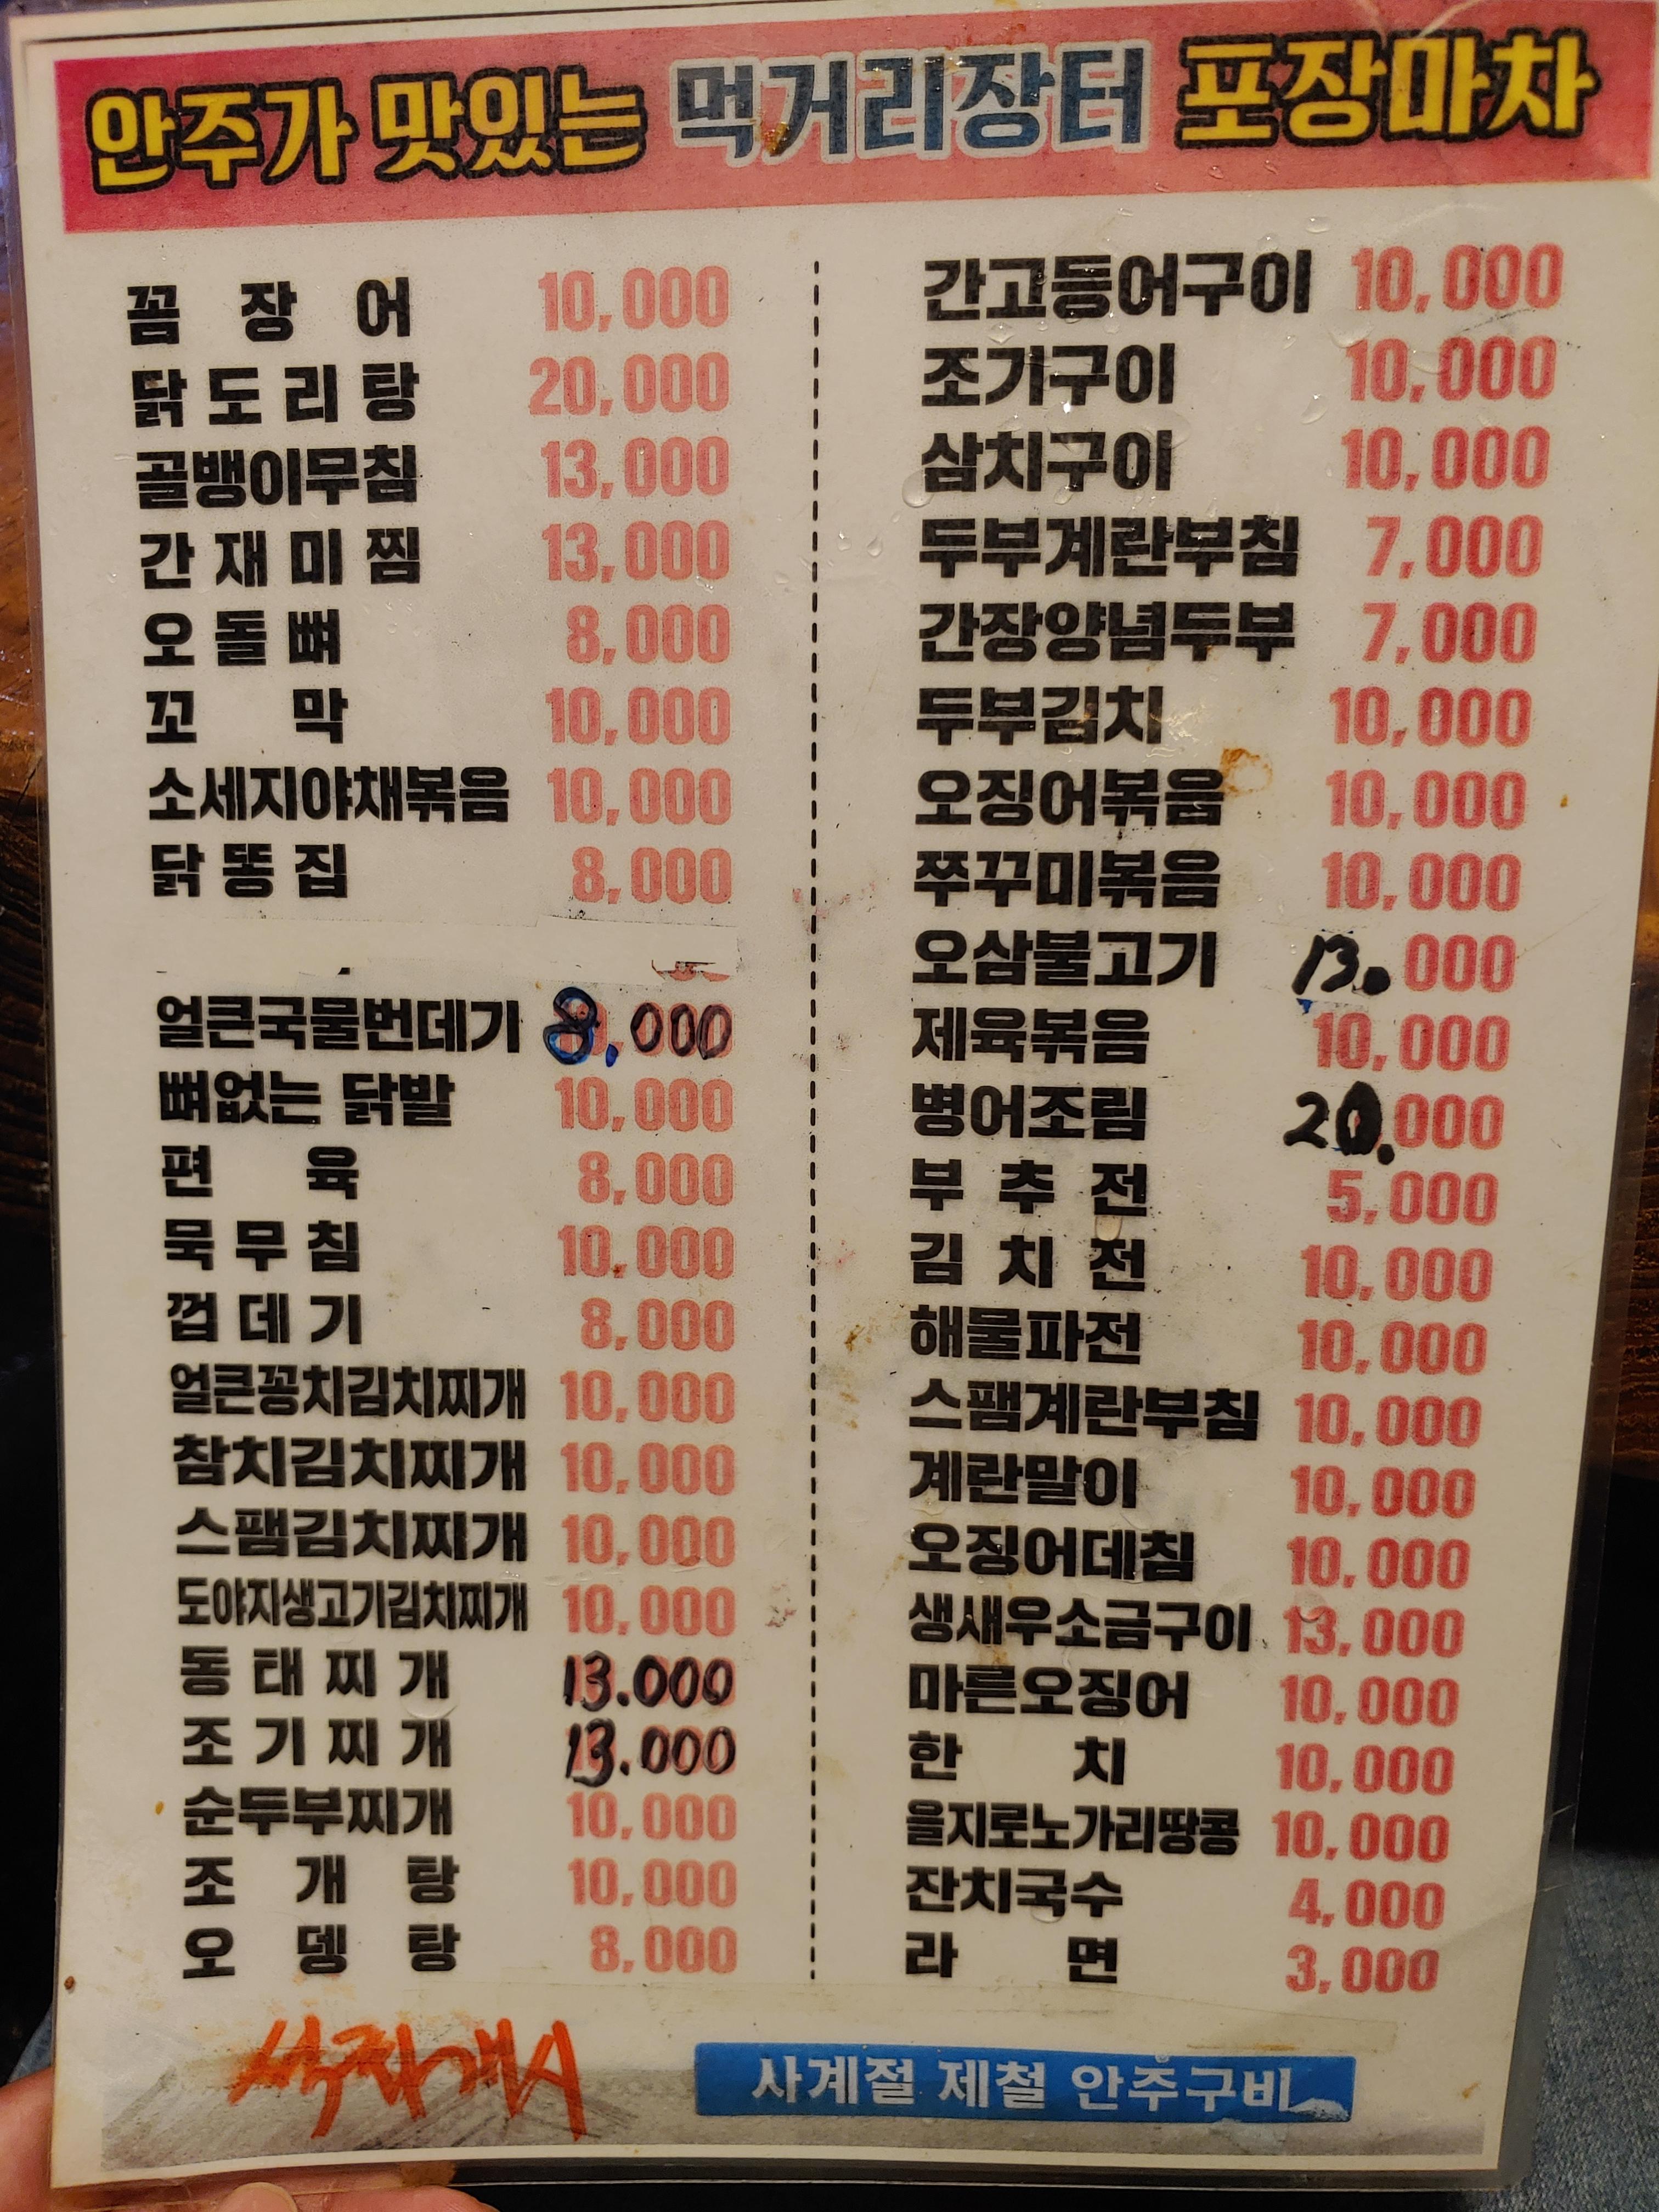 안주가 맛있는 먹거리장터 포장마차
꼼 장 어 10,000
닭 도 리 탕 20,000
골뱅이무침 13,000
간 재 미 찜 13,000
오 돌 뼈 8,000
꼬 막 10,000
소세지야채볶음 10,000
닭 똥 집 8,000
얼큰국물번데기 8.000
뼈없는 닭발 10,000
편 육 8,000
묵 무 침 10,000
껍 데 기 8,000
얼큰꽁치김치찌개 10,000
참치김치찌개 10,000
스팸김치찌개 10,000
도야지생고기김치찌개 10,000
동 태 찌 개 13.000
조 기 찌 개 13.000
순두부찌개 10,000
조 개 탕 10,000
오 뎅 탕 8,000
간고등어구이 10,000
조기구이 10,000
삼치구이 10,000
두부계란부침 7,000
간장양념두부 7,000
두부김치 10,000
오징어볶음 10,000
쭈꾸미볶음 10,000
오삼불고기 13.000
제육볶음 10,000
병어조림 20.000
부 추 전 5,000
김 치 전 10,000
해물파전 10,000
스팸계란부침 10,000
계란말이 10,000
오징어데침 10,000
생새우소금구이 13,000
마른오징어 10,000
한 치 10,000
을지로노가리땅콩 10,000
잔치국수 4,000
라 면 3,000
사계절 제철 안주구비